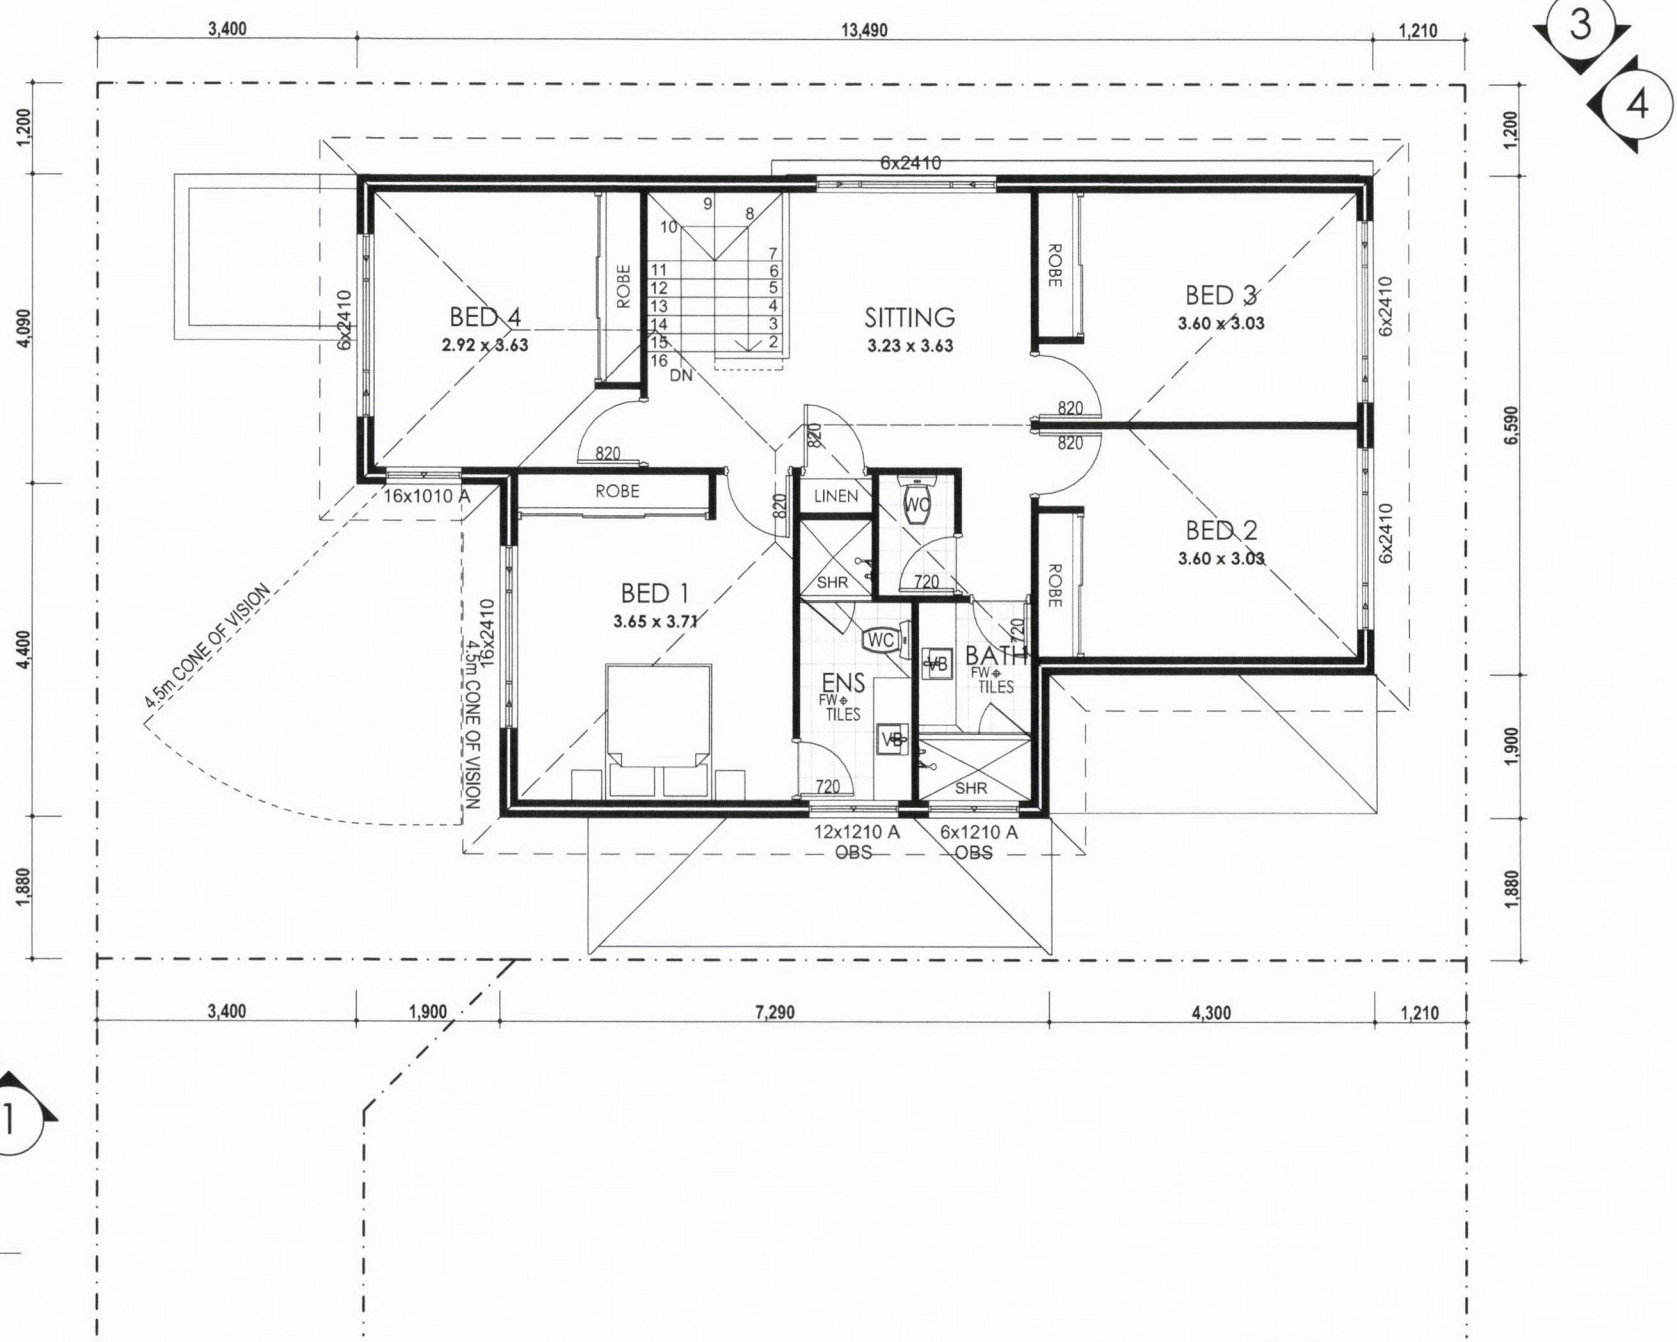 3,400
13,490
1,210
3
4
1,200
1,200
6x2410
9
10
8
7
11
6
12
5
13
4
14
3
15
2
16
DN
ROBE
BED 4
2.92 x 3.63
6x2410
4,090
SITTING
3.23 x 3.63
ROBE
BED 3
3.60 x 3.03
6x2410
820
820
820
820
820
6,590
16x1010 A
ROBE
LINEN
WC
BED 2
3.60 x 3.03
6x2410
ROBE
SHR
720
4.5m CONE OF VISION
4.5m CONE OF VISION
16x2410
BED 1
3.65 x 3.71
4,400
WC
720
VB
BATH
FW
TILES
ENS
FW
TILES
VB
720
SHR
1,900
12x1210 A
OBS
6x1210 A
OBS
1,880
1,880
3,400
1,900
7,290
4,300
1,210
1